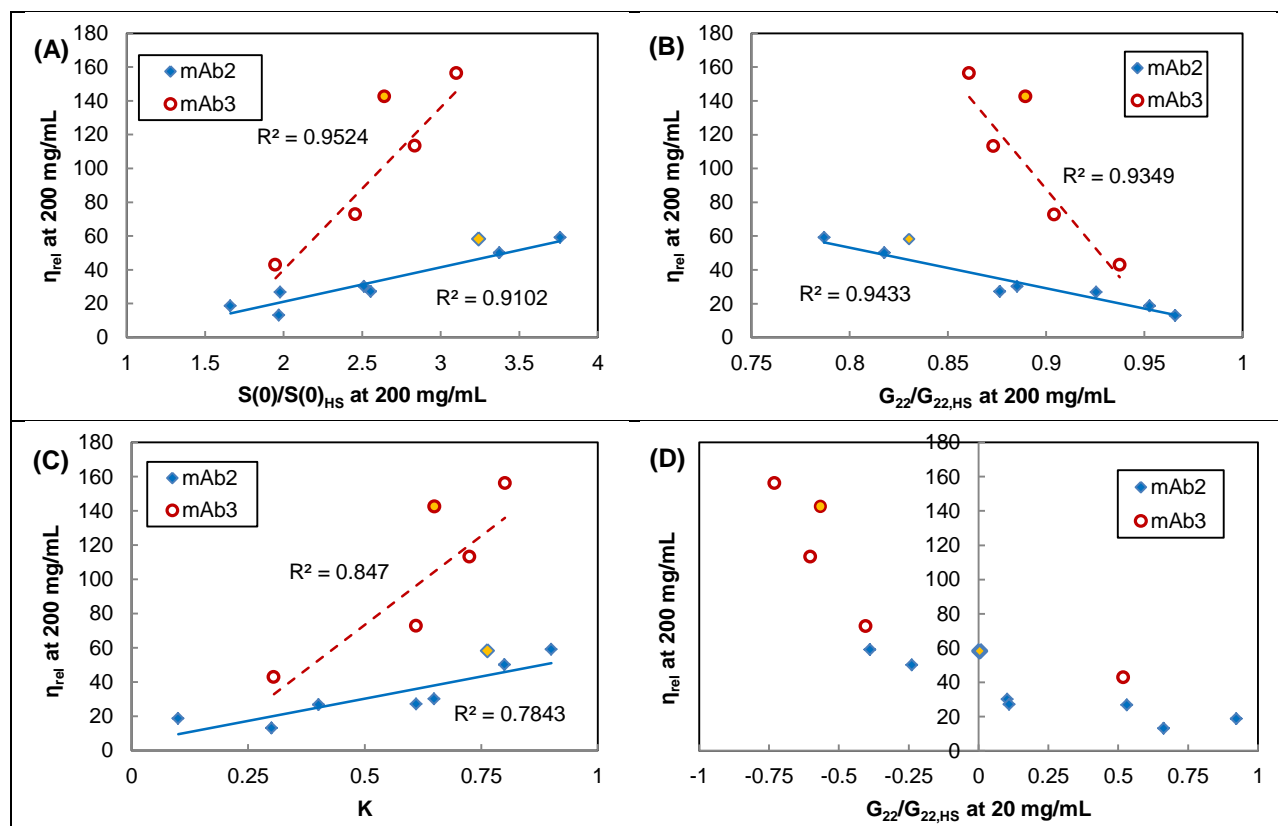 (A)
mAb2
mAb3
R² = 0.9524
R² = 0.9102
0 20 40 60 80 100 120 140 160 180
1 1.5 2 2.5 3 3.5 4
ηrel at 200 mg/mL
S(0)/S(0)HS at 200 mg/mL
(B)
mAb2
mAb3
R² = 0.9349
R² = 0.9433
0 20 40 60 80 100 120 140 160 180
0.75 0.8 0.85 0.9 0.95 1
ηrel at 200 mg/mL
G22/G22,HS at 200 mg/mL
(C)
mAb2
mAb3
R² = 0.847
R² = 0.7843
0 20 40 60 80 100 120 140 160 180
0 0.25 0.5 0.75 1
ηrel at 200 mg/mL
K
(D)
mAb2
mAb3
0 20 40 60 80 100 120 140 160 180
-1 -0.75 -0.5 -0.25 0 0.25 0.5 0.75 1
ηrel at 200 mg/mL
G22/G22,HS at 20 mg/mL